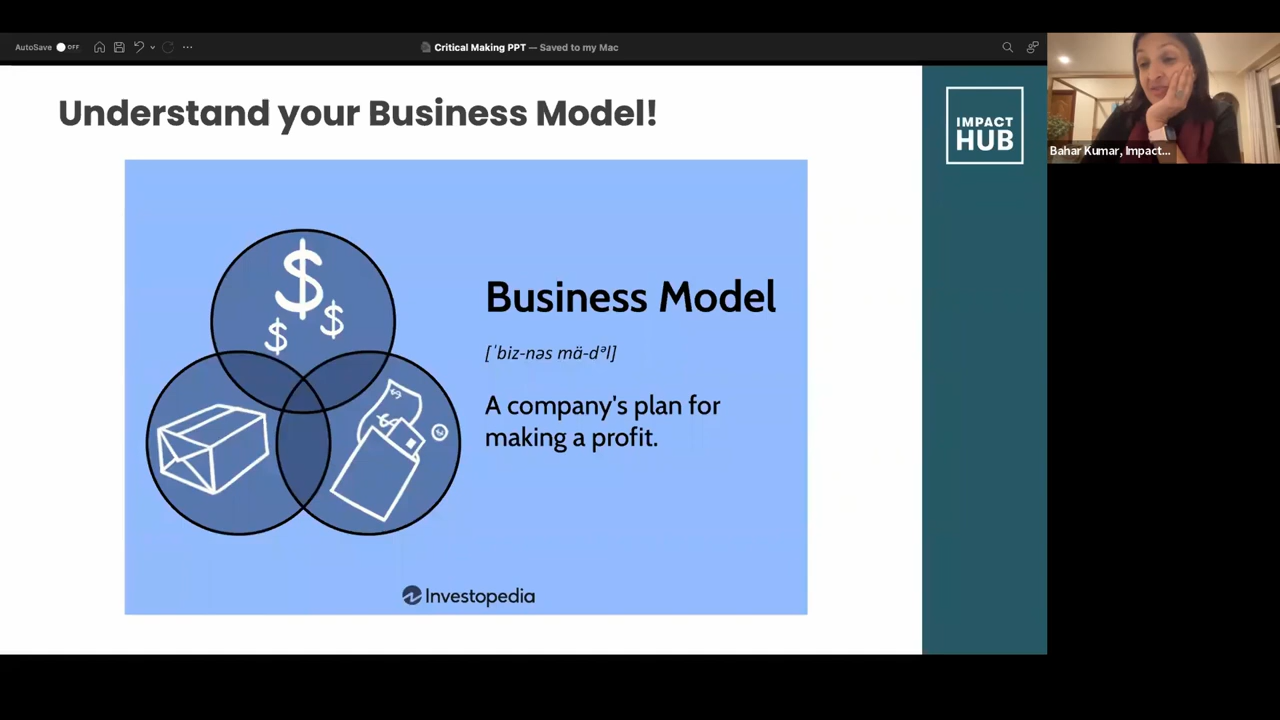 AutoSave OFF
Critical Making PPT — Saved to my Mac
Understand your Business Model!
IMPACT
HUB
Bahar Kumar, Impact...
$
$
$
Business Model
[ˈbiz-nəs mä-dᵊl]
A company's plan for
making a profit.
Investopedia